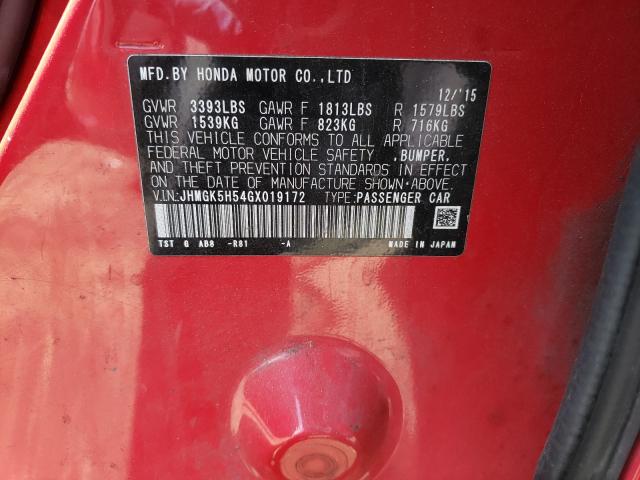 MFD.BY HONDA MOTOR CO.,LTD 12/'15
GVWR 3393LBS GAWR F 1813LBS R 1579LBS
GVWR 1539KG GAWR F 823KG R 716KG
THIS VEHICLE CONFORMS TO ALL APPLICABLE
FEDERAL MOTOR VEHICLE SAFETY ,BUMPER,
AND THEFT PREVENTION STANDARDS IN EFFECT
ON THE DATE OF MANUFACTURE SHOWN ABOVE.
V.I.N:JHMGK5H54GX019172 TYPE:PASSENGER CAR
TST G AB8 -R81 -A MADE IN JAPAN